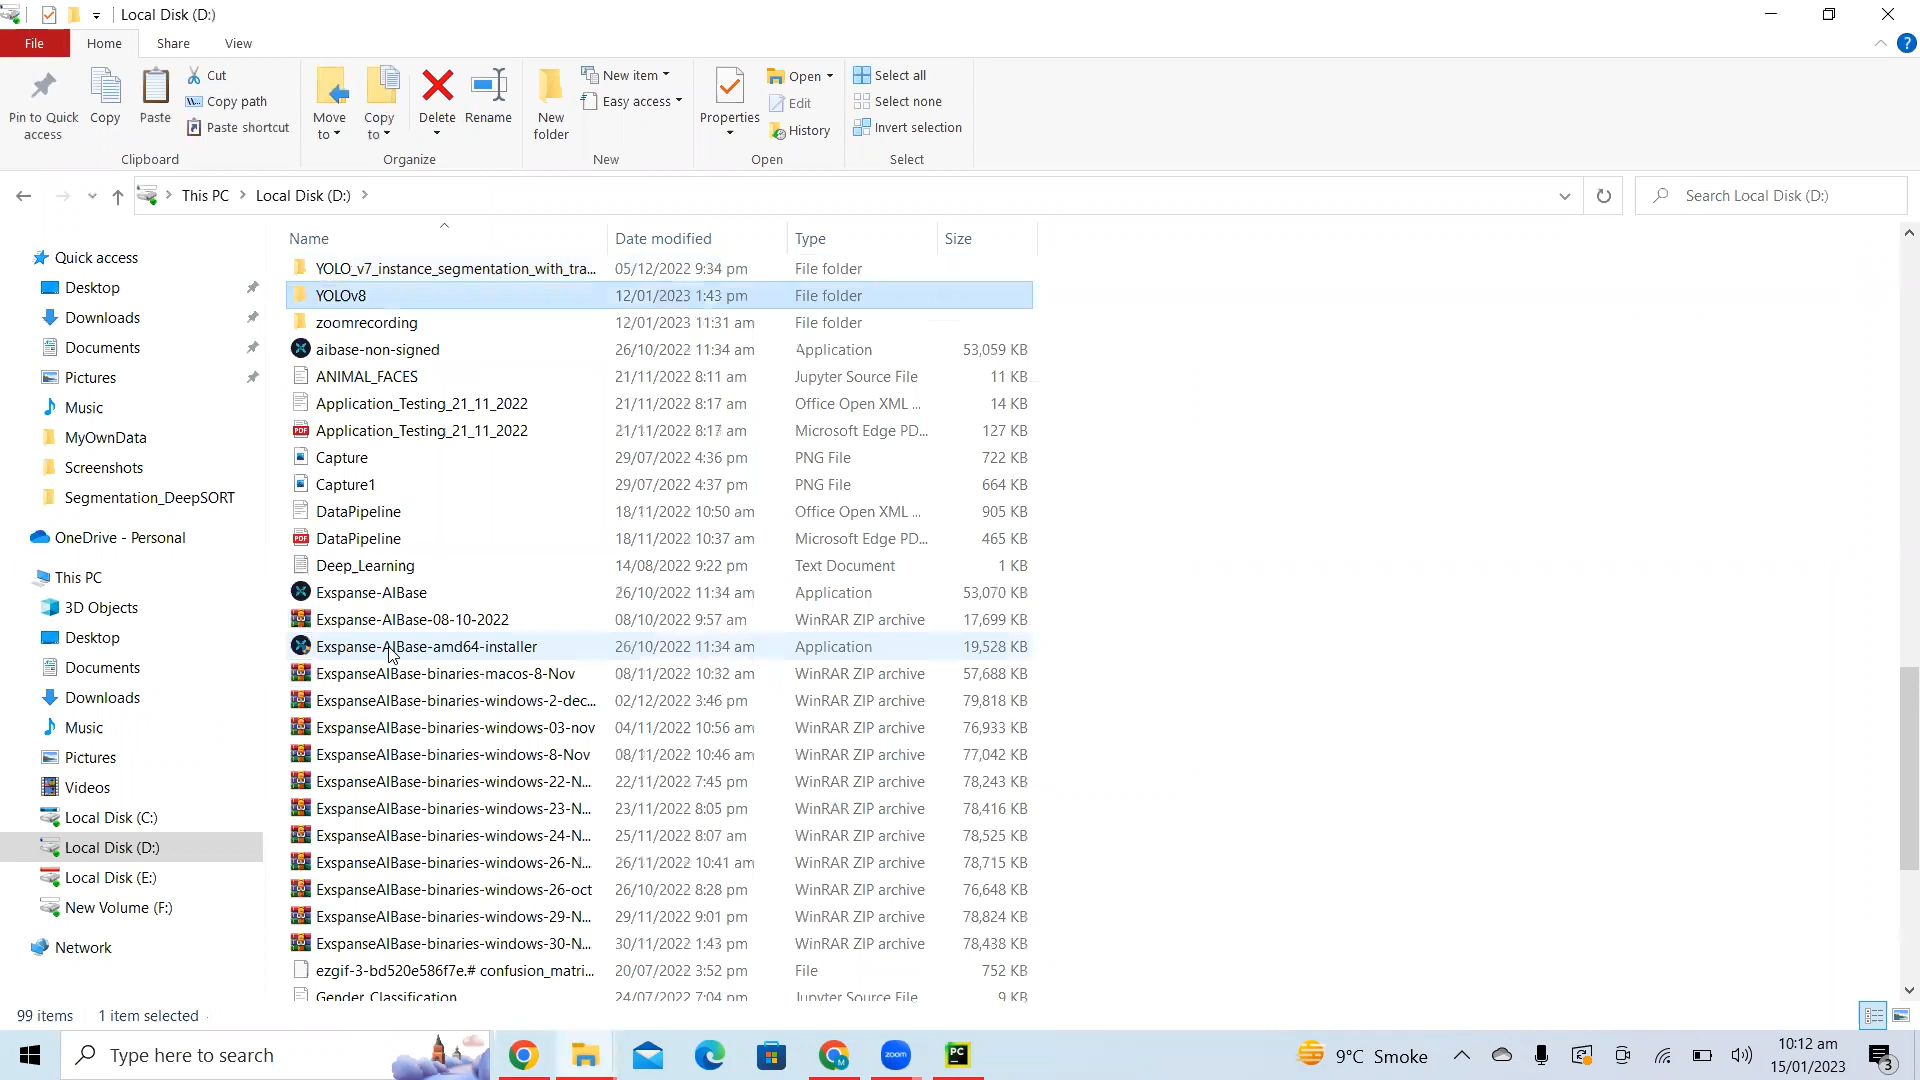 Local Disk (D:)
File Home Share View
Pin to Quick access
Copy
Paste
Cut
Copy path
Paste shortcut
Clipboard
Move to
Copy to
Delete
Rename
Organize
New folder
New item
Easy access
New
Properties
Open
Edit
History
Open
Select all
Select none
Invert selection
Select
This PC Local Disk (D:)
Search Local Disk (D:)
Quick access
Desktop
Downloads
Documents
Pictures
Music
MyOwnData
Screenshots
Segmentation_DeepSORT
OneDrive - Personal
This PC
3D Objects
Desktop
Documents
Downloads
Music
Pictures
Videos
Local Disk (C:)
Local Disk (D:)
Local Disk (E:)
New Volume (F:)
Network
Name Date modified Type Size
YOLO_v7_instance_segmentation_with_tra... 05/12/2022 9:34 pm File folder
YOLOv8 12/01/2023 1:43 pm File folder
zoomrecording 12/01/2023 11:31 am File folder
aibase-non-signed 26/10/2022 11:34 am Application 53,059 KB
ANIMAL_FACES 21/11/2022 8:11 am Jupyter Source File 11 KB
Application_Testing_21_11_2022 21/11/2022 8:17 am Office Open XML ... 14 KB
Application_Testing_21_11_2022 21/11/2022 8:17 am Microsoft Edge PD... 127 KB
Capture 29/07/2022 4:36 pm PNG File 722 KB
Capture1 29/07/2022 4:37 pm PNG File 664 KB
DataPipeline 18/11/2022 10:50 am Office Open XML ... 905 KB
DataPipeline 18/11/2022 10:37 am Microsoft Edge PD... 465 KB
Deep_Learning 14/08/2022 9:22 pm Text Document 1 KB
Exspanse-AIBase 26/10/2022 11:34 am Application 53,070 KB
Exspanse-AIBase-08-10-2022 08/10/2022 9:57 am WinRAR ZIP archive 17,699 KB
Exspanse-AIBase-amd64-installer 26/10/2022 11:34 am Application 19,528 KB
ExspanseAIBase-binaries-macos-8-Nov 08/11/2022 10:32 am WinRAR ZIP archive 57,688 KB
ExspanseAIBase-binaries-windows-2-dec... 02/12/2022 3:46 pm WinRAR ZIP archive 79,818 KB
ExspanseAIBase-binaries-windows-03-nov 04/11/2022 10:56 am WinRAR ZIP archive 76,933 KB
ExspanseAIBase-binaries-windows-8-Nov 08/11/2022 10:46 am WinRAR ZIP archive 77,042 KB
ExspanseAIBase-binaries-windows-22-N... 22/11/2022 7:45 pm WinRAR ZIP archive 78,243 KB
ExspanseAIBase-binaries-windows-23-N... 23/11/2022 8:05 pm WinRAR ZIP archive 78,416 KB
ExspanseAIBase-binaries-windows-24-N... 25/11/2022 8:07 am WinRAR ZIP archive 78,525 KB
ExspanseAIBase-binaries-windows-26-N... 26/11/2022 10:41 am WinRAR ZIP archive 78,715 KB
ExspanseAIBase-binaries-windows-26-oct 26/10/2022 8:28 pm WinRAR ZIP archive 76,648 KB
ExspanseAIBase-binaries-windows-29-N... 29/11/2022 9:01 pm WinRAR ZIP archive 78,824 KB
ExspanseAIBase-binaries-windows-30-N... 30/11/2022 1:43 pm WinRAR ZIP archive 78,438 KB
ezgif-3-bd520e586f7e.# confusion_matri... 20/07/2022 3:52 pm File 752 KB
Gender_Classification 24/07/2022 7:04 pm Jupyter Source File 9 KB
99 items 1 item selected
Type here to search
zoom
PC
9°C Smoke
10:12 am
15/01/2023
3